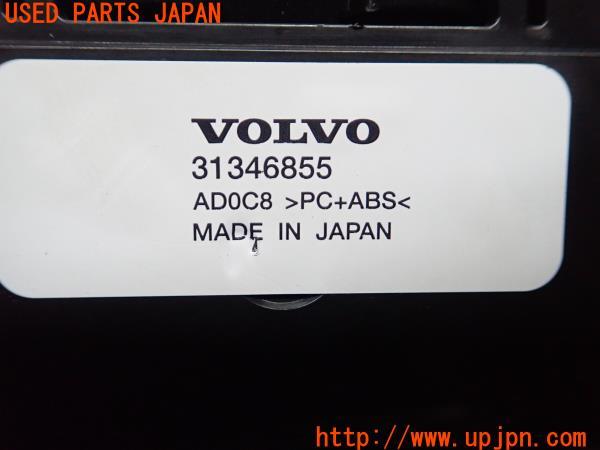 USED PARTS JAPAN
VOLVO
31346855
AD0C8 >PC+ABS<
MADE IN JAPAN
http://www.upjpn.com/